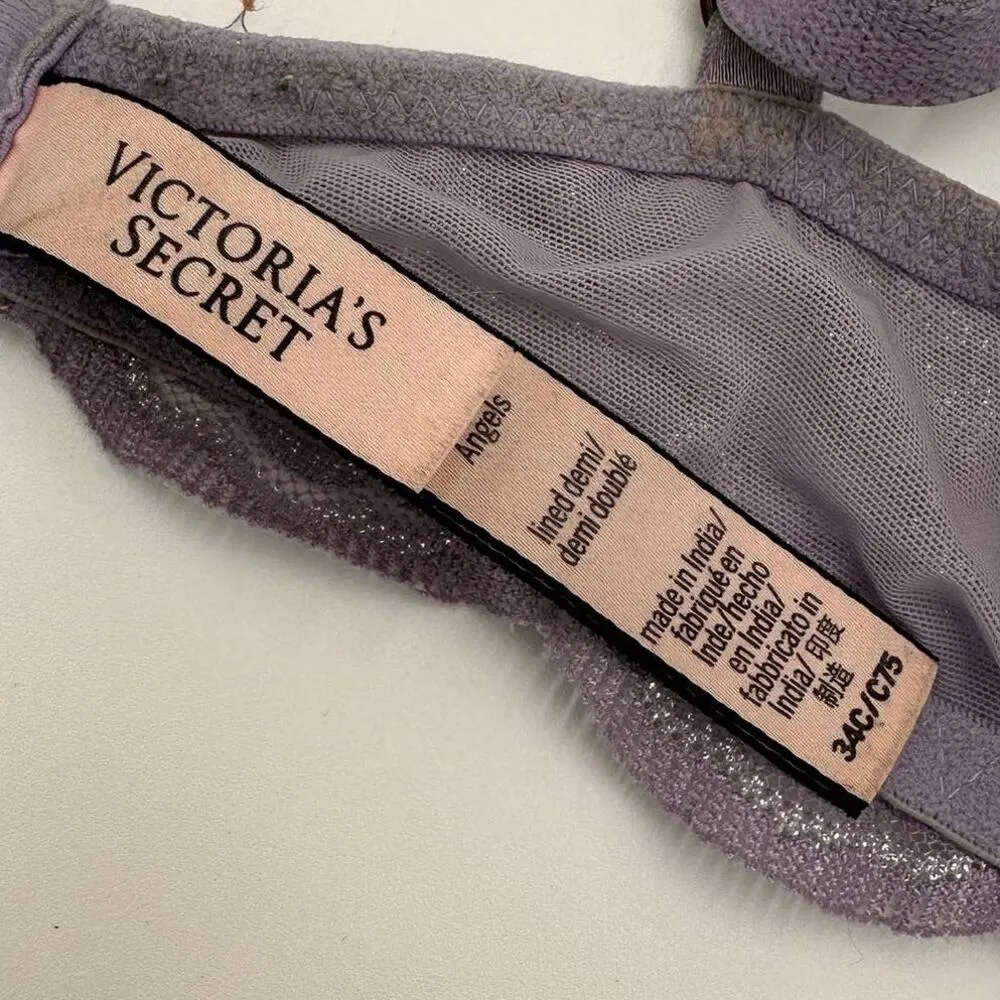 VICTORIA'S
SECRET
Angels
lined demi/
demi doublé
made in India/
fabriqué en
Inde/hecho
en India/
fabbricato in
India/ 印度
制造
34C/C75